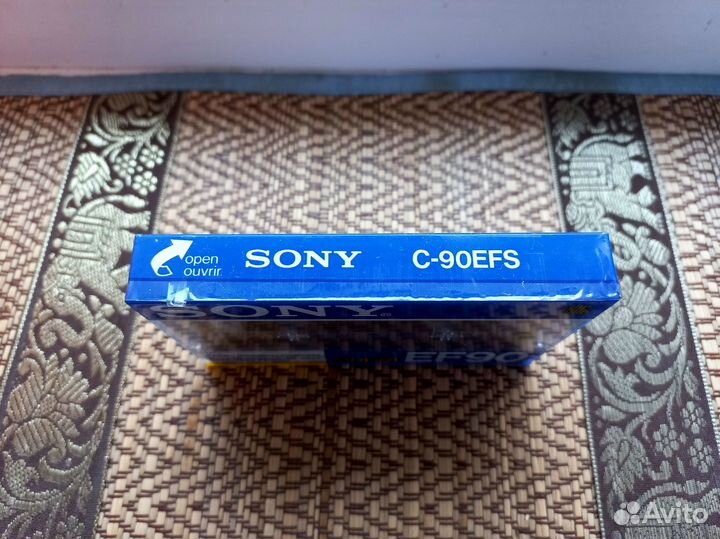 open
ouvrir
SONY C-90EFS
SONY
EF90
Avito